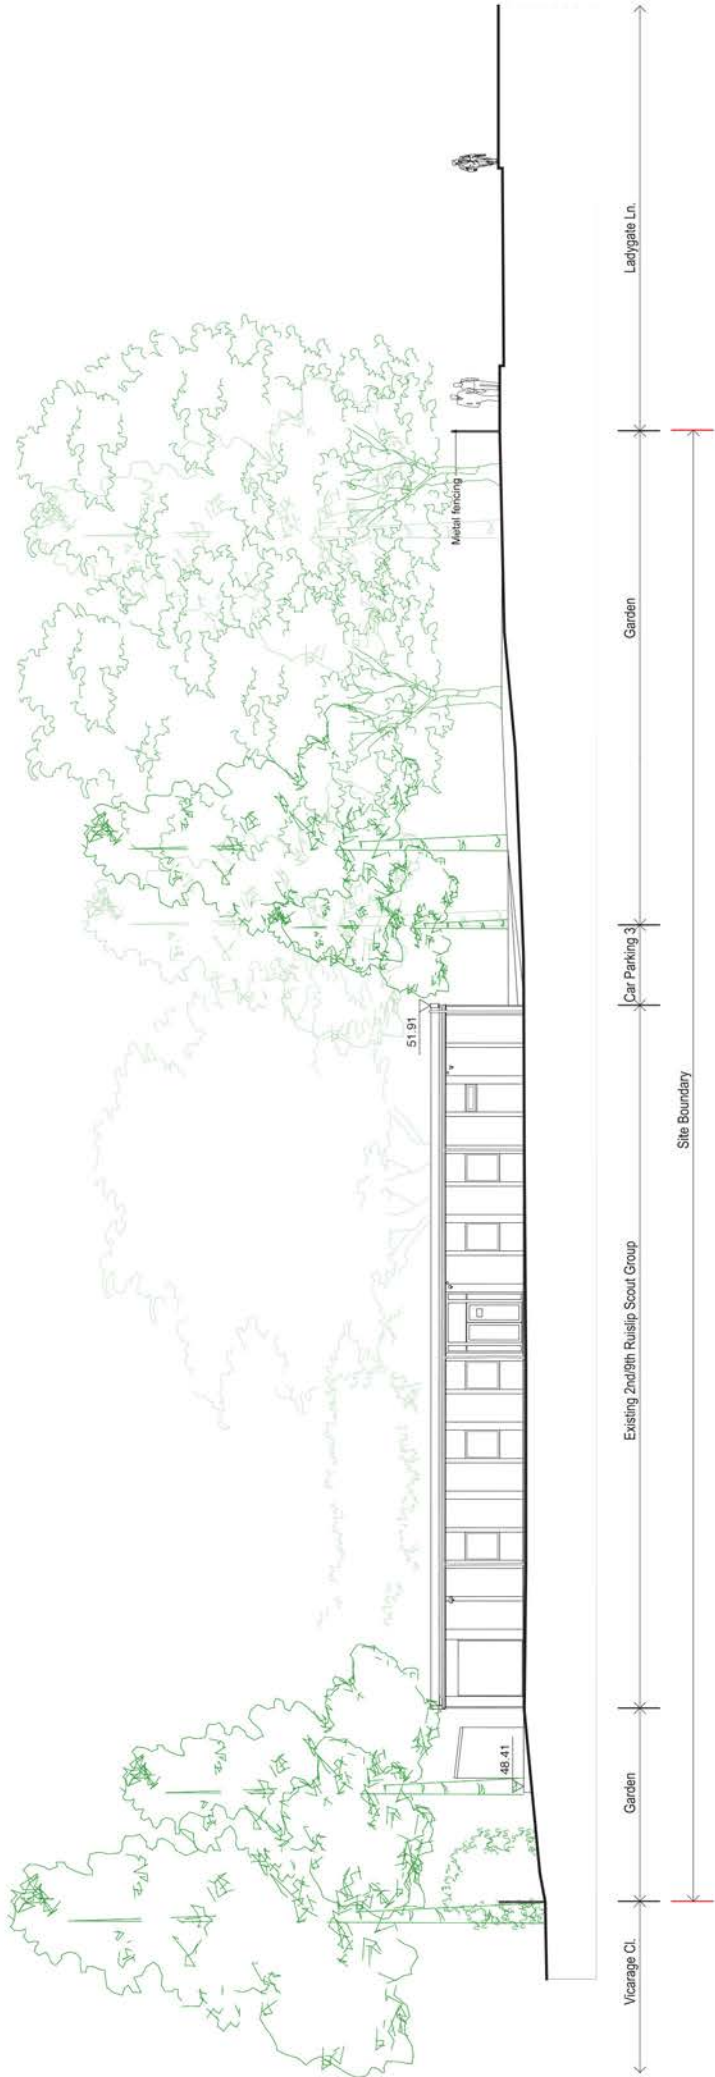 Metal fencing
51.91
48.41
Vicarage Cl.
Garden
Existing 2nd/9th Ruislip Scout Group
Car Parking 3
Garden
Ladygate Ln.
Site Boundary